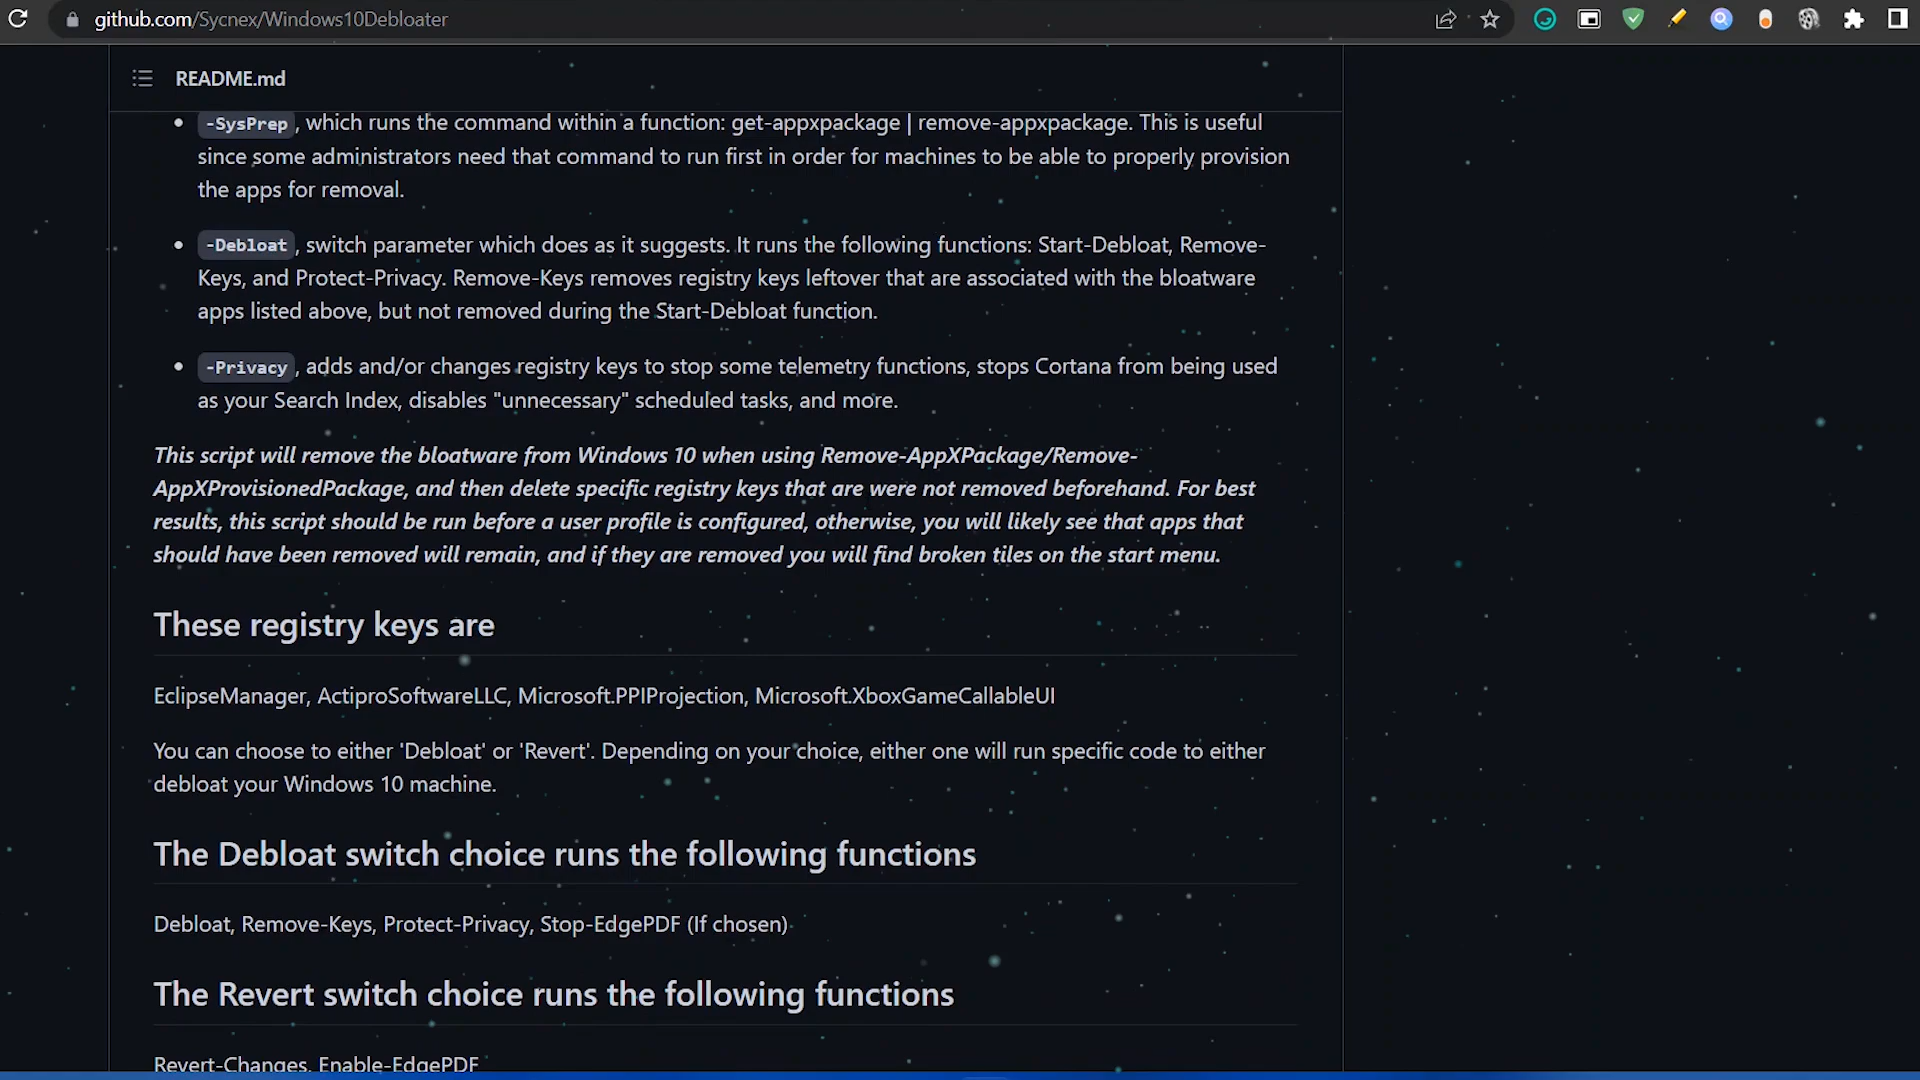 github.com/Sycnex/Windows10Debloater
README.md
-SysPrep, which runs the command within a function: get-appxpackage | remove-appxpackage. This is useful
since some administrators need that command to run first in order for machines to be able to properly provision
the apps for removal.
-Debloat, switch parameter which does as it suggests. It runs the following functions: Start-Debloat, Remove-
Keys, and Protect-Privacy. Remove-Keys removes registry keys leftover that are associated with the bloatware
apps listed above, but not removed during the Start-Debloat function.
-Privacy, adds and/or changes registry keys to stop some telemetry functions, stops Cortana from being used
as your Search Index, disables "unnecessary" scheduled tasks, and more.
This script will remove the bloatware from Windows 10 when using Remove-AppXPackage/Remove-
AppXProvisionedPackage, and then delete specific registry keys that are were not removed beforehand. For best
results, this script should be run before a user profile is configured, otherwise, you will likely see that apps that
should have been removed will remain, and if they are removed you will find broken tiles on the start menu.
These registry keys are
EclipseManager, ActiproSoftwareLLC, Microsoft.PPIProjection, Microsoft.XboxGameCallableUI
You can choose to either 'Debloat' or 'Revert'. Depending on your choice, either one will run specific code to either
debloat your Windows 10 machine.
The Debloat switch choice runs the following functions
Debloat, Remove-Keys, Protect-Privacy, Stop-EdgePDF (If chosen)
The Revert switch choice runs the following functions
Revert-Changes, Enable-EdgePDF